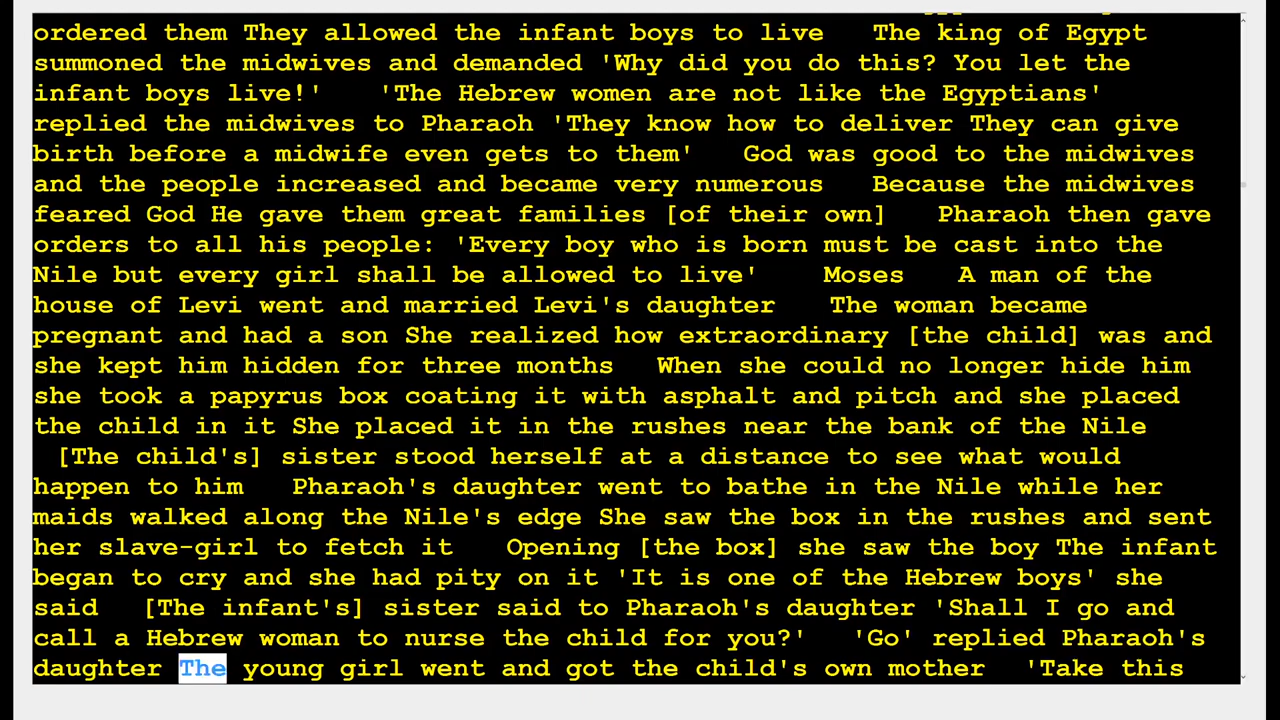 ordered them They allowed the infant boys to live   The king of Egypt
summoned the midwives and demanded 'Why did you do this? You let the
infant boys live!'   'The Hebrew women are not like the Egyptians'
replied the midwives to Pharaoh 'They know how to deliver They can give
birth before a midwife even gets to them'   God was good to the midwives
and the people increased and became very numerous   Because the midwives
feared God He gave them great families [of their own]   Pharaoh then gave
orders to all his people: 'Every boy who is born must be cast into the
Nile but every girl shall be allowed to live'    Moses   A man of the
house of Levi went and married Levi's daughter   The woman became
pregnant and had a son She realized how extraordinary [the child] was and
she kept him hidden for three months   When she could no longer hide him
she took a papyrus box coating it with asphalt and pitch and she placed
the child in it She placed it in the rushes near the bank of the Nile
[The child's] sister stood herself at a distance to see what would
happen to him   Pharaoh's daughter went to bathe in the Nile while her
maids walked along the Nile's edge She saw the box in the rushes and sent
her slave-girl to fetch it   Opening [the box] she saw the boy The infant
began to cry and she had pity on it 'It is one of the Hebrew boys' she
said   [The infant's] sister said to Pharaoh's daughter 'Shall I go and
call a Hebrew woman to nurse the child for you?'   'Go' replied Pharaoh's
daughter The young girl went and got the child's own mother   'Take this